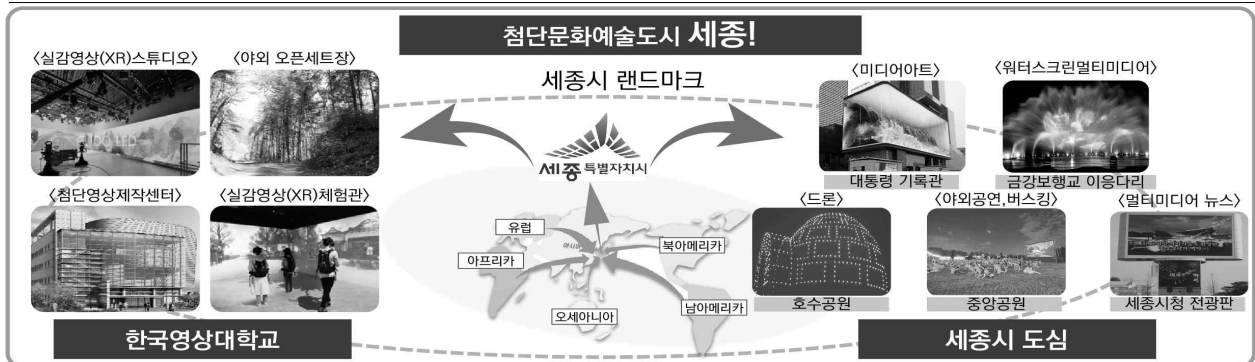 첨단문화예술도시 세종!
<실감영상(XR)스튜디오>
<야외 오픈세트장>
<첨단영상제작센터>
<실감영상(XR)체험관>
한국영상대학교
세종시 랜드마크
세종특별자치시
유럽
아시아
북아메리카
아프리카
남아메리카
오세아니아
<미디어아트>
<워터스크린멀티미디어>
대통령 기록관
금강보행교 이응다리
<드론>
<야외공연,버스킹>
<멀티미디어 뉴스>
호수공원
중앙공원
세종시청 전광판
세종시 도심